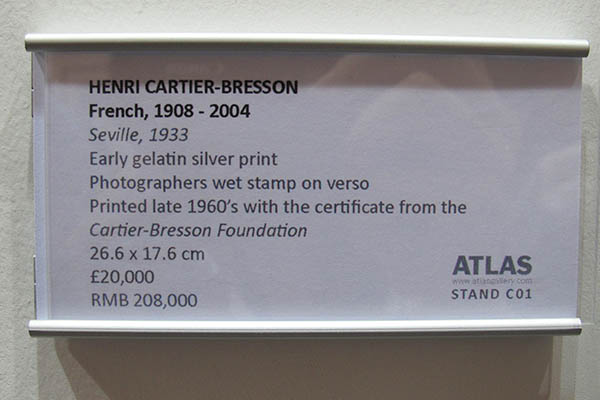 HENRI CARTIER-BRESSON
French, 1908 - 2004
Seville, 1933
Early gelatin silver print
Photographers wet stamp on verso
Printed late 1960's with the certificate from the
Cartier-Bresson Foundation
26.6 x 17.6 cm
£20,000
RMB 208,000
ATLAS
www.atlasgallery.com
STAND C01